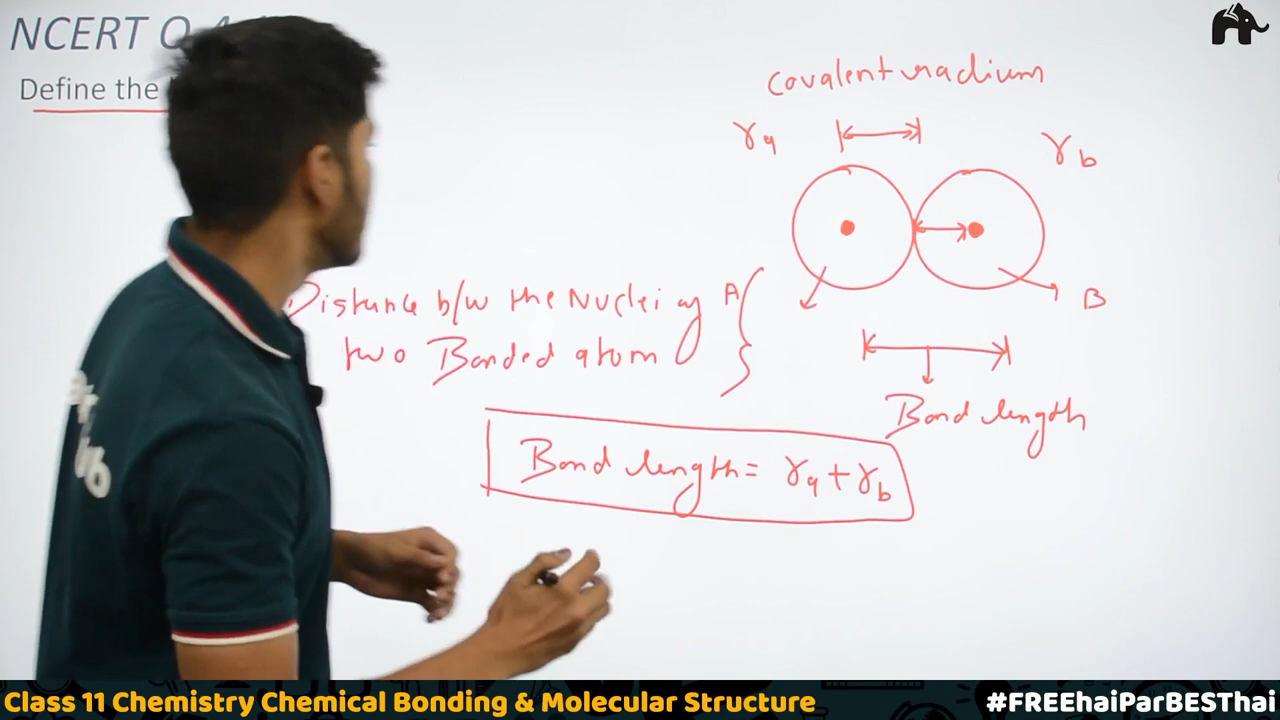 NCERT Q
Define the
covalent radium
ra
rb
Distance b/w the Nuclei of A
two Bonded atom
B
Bond length
Bond length = ra + rb
Class 11 Chemistry Chemical Bonding & Molecular Structure
#FREEhaiParBESThai